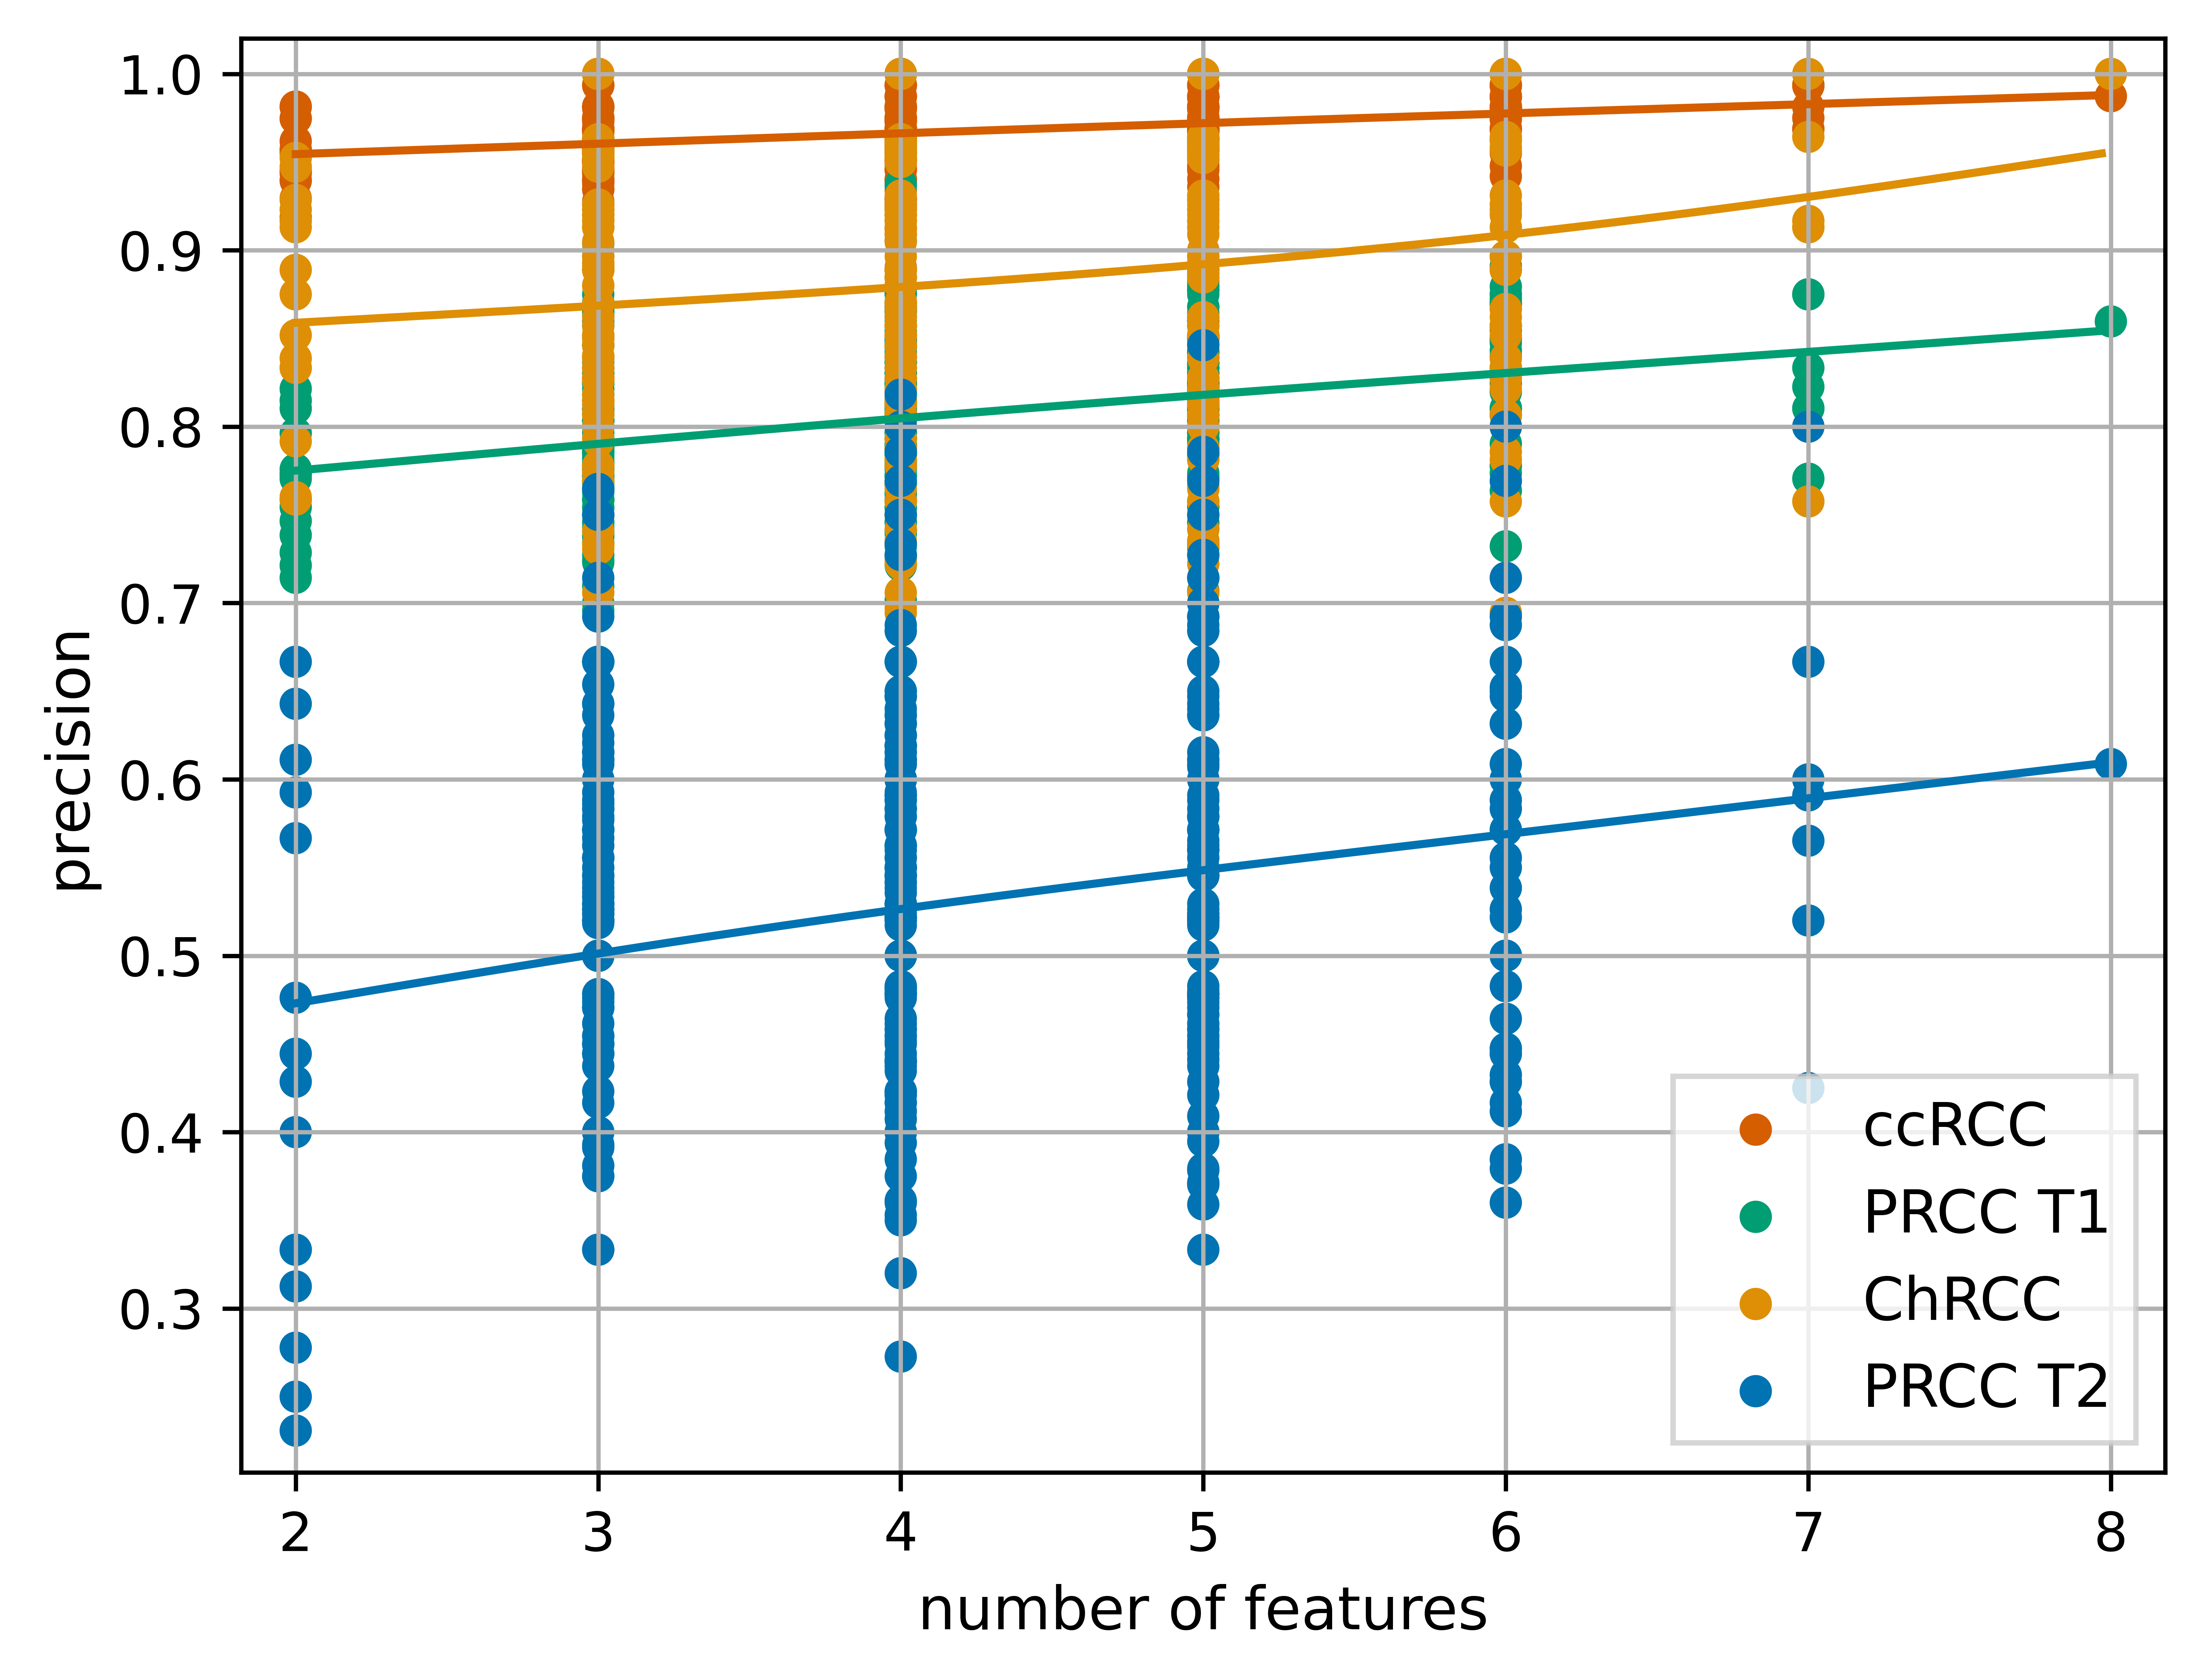 1.0
0.9
0.8
0.7
0.6
0.5
0.4
0.3
precision
ccRCC
PRCC T1
ChRCC
PRCC T2
2 3 4 5 6 7 8
number of features